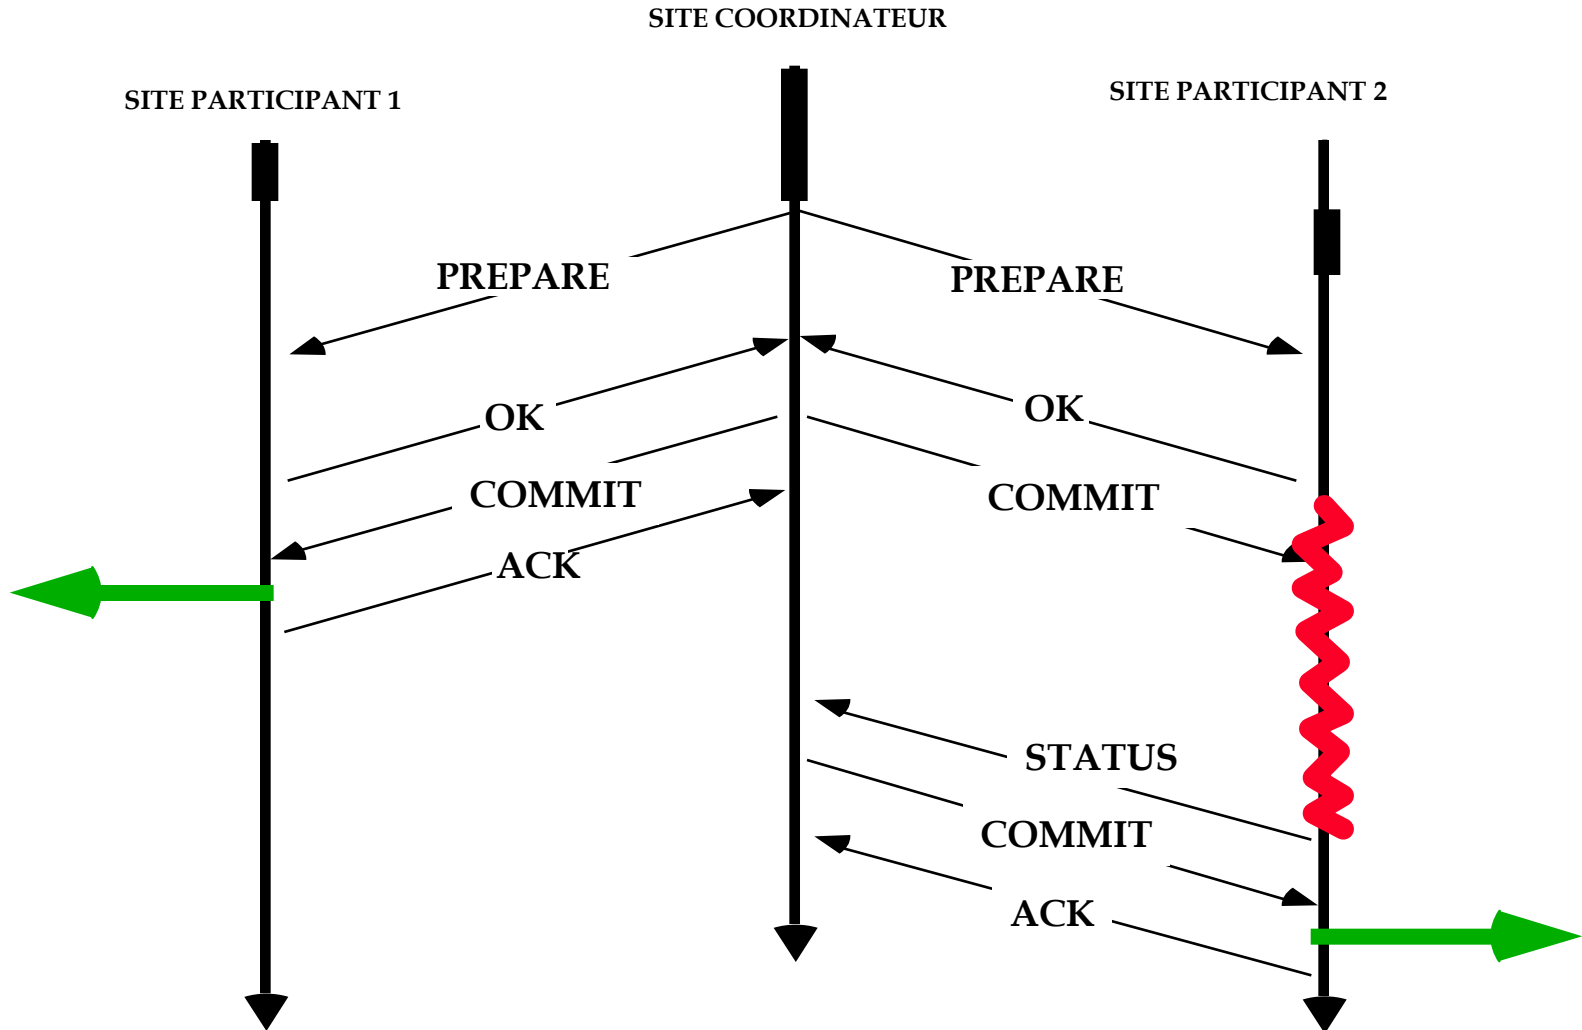 SITE COORDINATEUR
SITE PARTICIPANT 1
SITE PARTICIPANT 2
PREPARE
PREPARE
OK
OK
COMMIT
COMMIT
ACK
STATUS
COMMIT
ACK